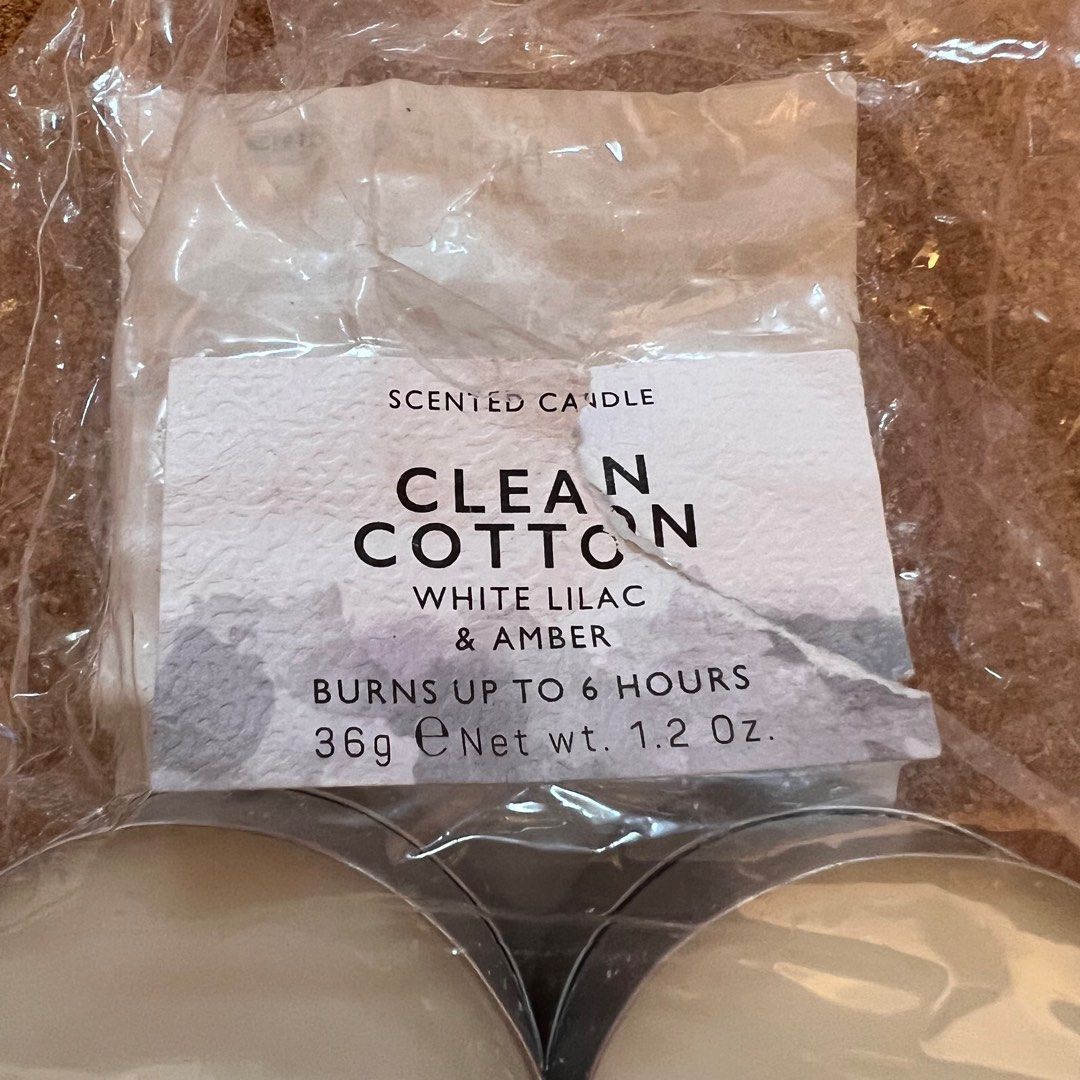 SCENTED CANDLE
CLEAN
COTTON
WHITE LILAC
& AMBER
BURNS UP TO 6 HOURS
36g ℮ Net wt. 1.2 Oz.